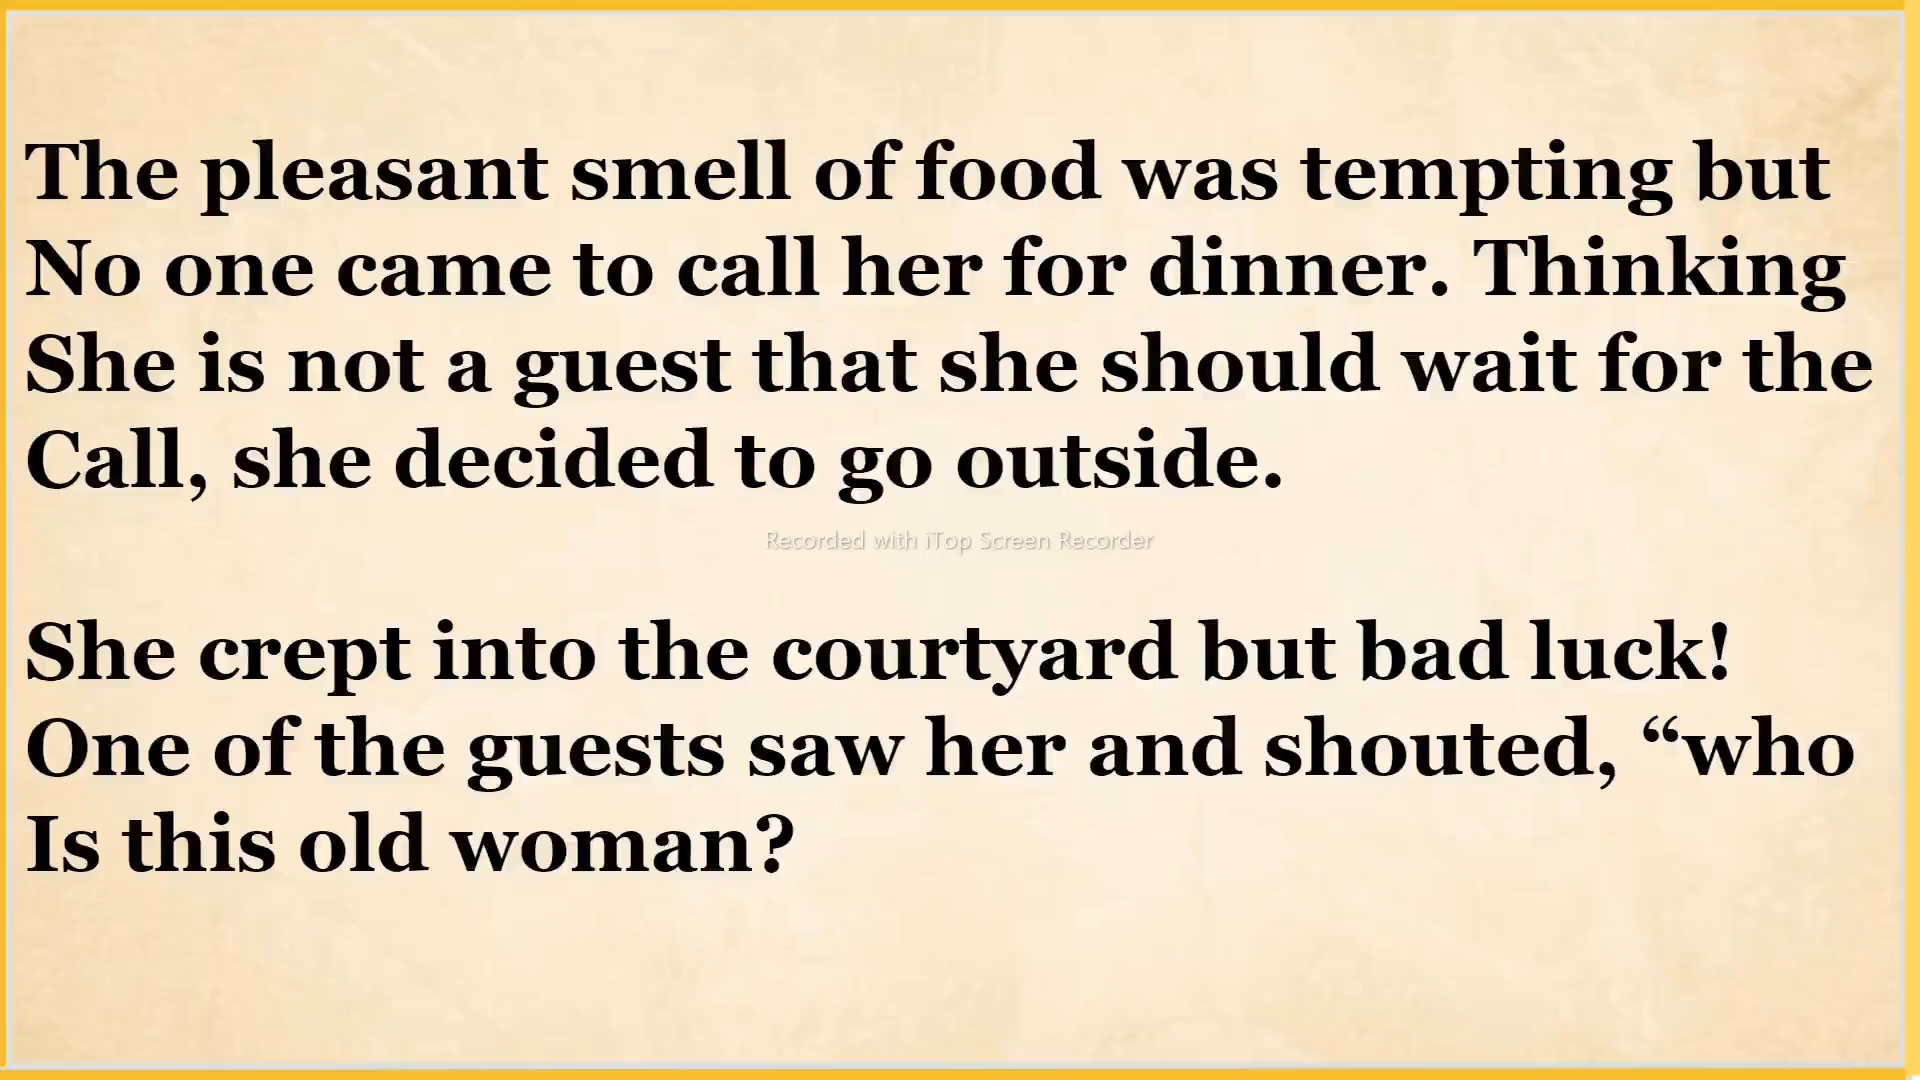 The pleasant smell of food was tempting but
No one came to call her for dinner. Thinking
She is not a guest that she should wait for the
Call, she decided to go outside.
Recorded with iTop Screen Recorder
She crept into the courtyard but bad luck!
One of the guests saw her and shouted, “who
Is this old woman?